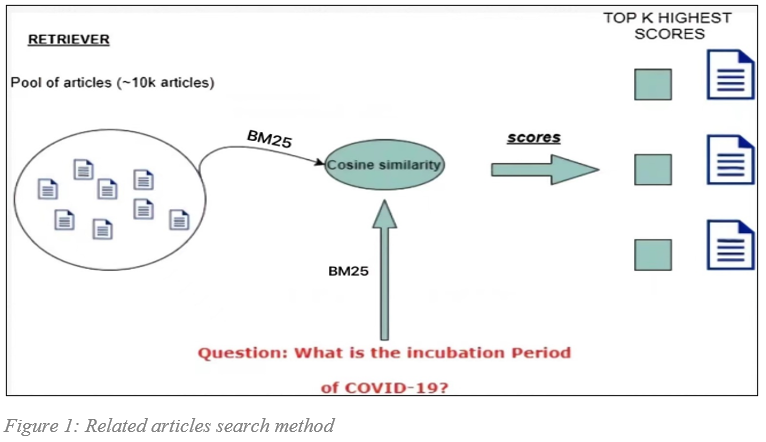 RETRIEVER
Pool of articles (~10k articles)
BM25
Cosine similarity
BM25
Question: What is the incubation Period
of COVID-19?
scores
TOP K HIGHEST
SCORES
Figure 1: Related articles search method